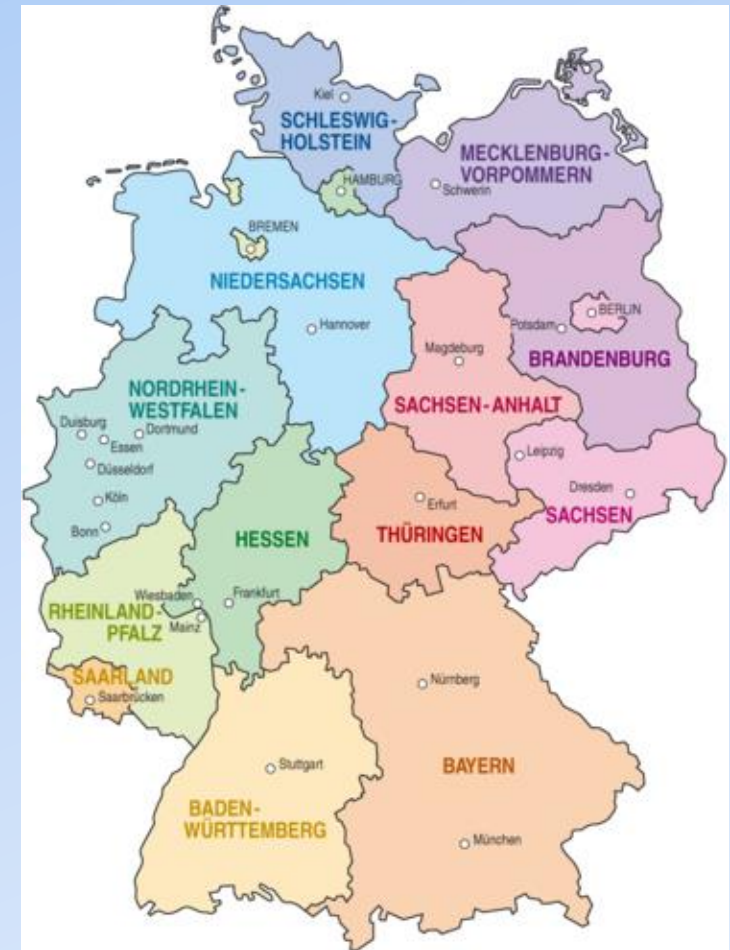 Kiel
SCHLESWIG-
HOLSTEIN
MECKLENBURG-
VORPOMMERN
HAMBURG
Schwerin
BREMEN
NIEDERSACHSEN
Hannover
BERLIN
Potsdam
BRANDENBURG
Magdeburg
SACHSEN-ANHALT
NORDRHEIN-
WESTFALEN
Duisburg
Dortmund
Essen
Düsseldorf
Köln
Bonn
Leipzig
Dresden
SACHSEN
Erfurt
THÜRINGEN
HESSEN
Wiesbaden
Frankfurt
Mainz
RHEINLAND-
PFALZ
SAARLAND
Saarbrücken
Nürnberg
BAYERN
Stuttgart
BADEN-
WÜRTTEMBERG
München